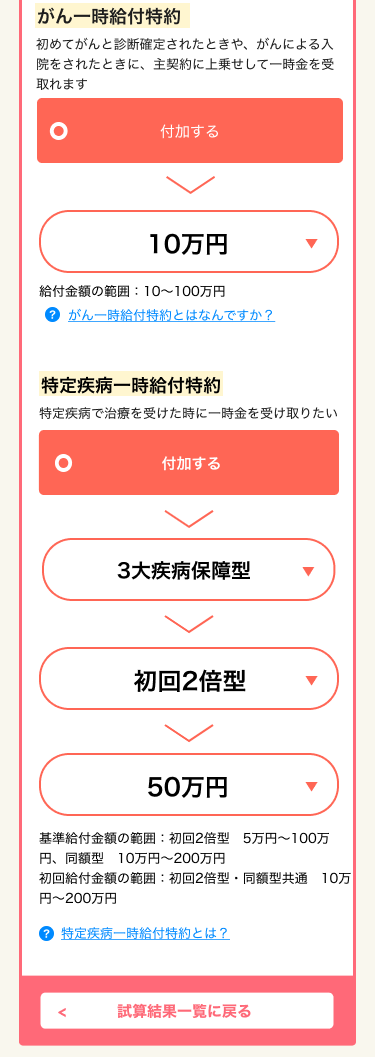 がん一時給付特約
初めてがんと診断確定されたときや、がんによる入
院をされたときに、主契約に上乗せして一時金を受
取れます
付加する
10万円 ▼
給付金額の範囲：10～100万円
? がん一時給付特約とはなんですか？
特定疾病一時給付特約
特定疾病で治療を受けた時に一時金を受け取りたい
付加する
3大疾病保障型 ▼
初回2倍型 ▼
50万円 ▼
基準給付金額の範囲：初回2倍型　5万円～100万
円、同額型　10万円～200万円
初回給付金額の範囲：初回2倍型・同額型共通　10万
円～200万円
? 特定疾病一時給付特約とは？
< 試算結果一覧に戻る